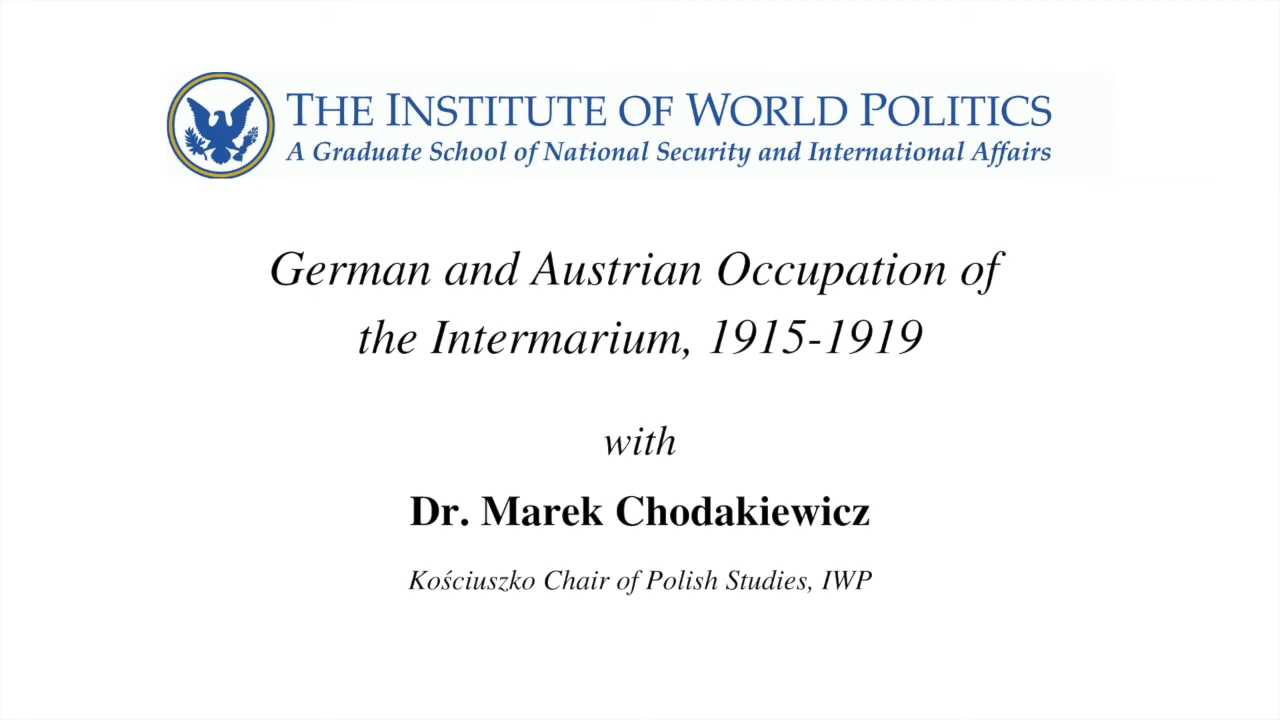 THE INSTITUTE OF WORLD POLITICS
A Graduate School of National Security and International Affairs
German and Austrian Occupation of
the Intermarium, 1915-1919
with
Dr. Marek Chodakiewicz
Kościuszko Chair of Polish Studies, IWP